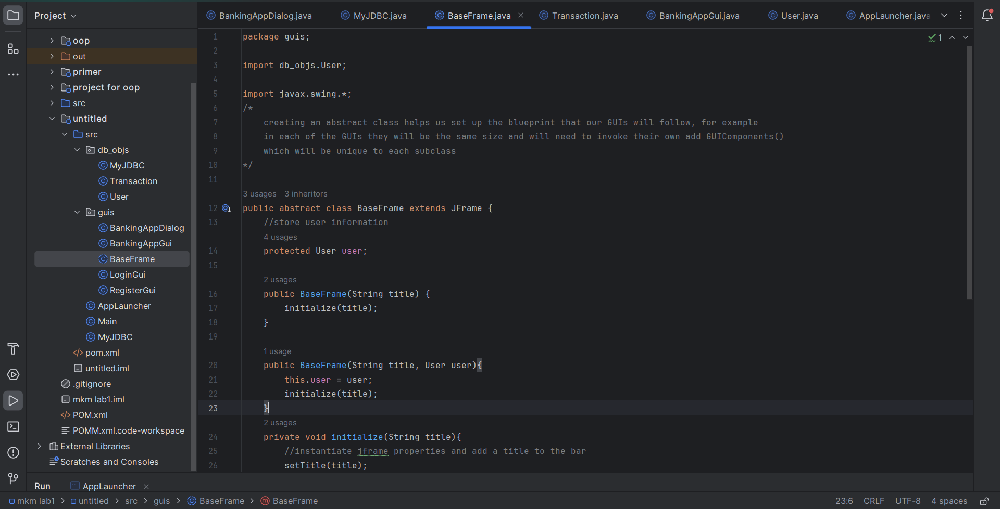 Project
BankingAppDialog.java
MyJDBC.java
BaseFrame.java
Transaction.java
BankingAppGui.java
User.java
AppLauncher.java
oop
out
primer
project for oop
src
untitled
src
db_objs
MyJDBC
Transaction
User
guis
BankingAppDialog
BankingAppGui
BaseFrame
LoginGui
RegisterGui
AppLauncher
Main
MyJDBC
pom.xml
untitled.iml
.gitignore
mkm lab1.iml
POM.xml
POMM.xml.code-workspace
External Libraries
Scratches and Consoles
1 package guis;
1
2
3 import db_objs.User;
4
5 import javax.swing.*;
6 /*
7 creating an abstract class helps us set up the blueprint that our GUIs will follow, for example
8 in each of the GUIs they will be the same size and will need to invoke their own add GUIComponents()
9 which will be unique to each subclass
10 */
11
3 usages 3 inheritors
12 public abstract class BaseFrame extends JFrame {
13 //store user information
4 usages
14 protected User user;
15
2 usages
16 public BaseFrame(String title) {
17 initialize(title);
18 }
19
1 usage
20 public BaseFrame(String title, User user){
21 this.user = user;
22 initialize(title);
23 }
2 usages
24 private void initialize(String title){
25 //instantiate jframe properties and add a title to the bar
26 setTitle(title);
Run
AppLauncher
mkm lab1 > untitled > src > guis > BaseFrame > BaseFrame
23:6 CRLF UTF-8 4 spaces